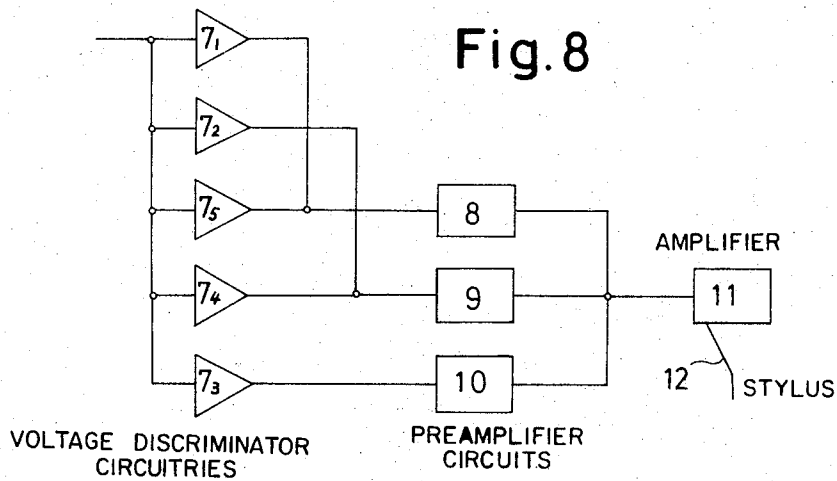 Fig. 8
7₁
7₂
7₅
8
AMPLIFIER
7₄
9
11
7₃
10
12
STYLUS
VOLTAGE DISCRIMINATOR
CIRCUITRIES
PREAMPLIFIER
CIRCUITS